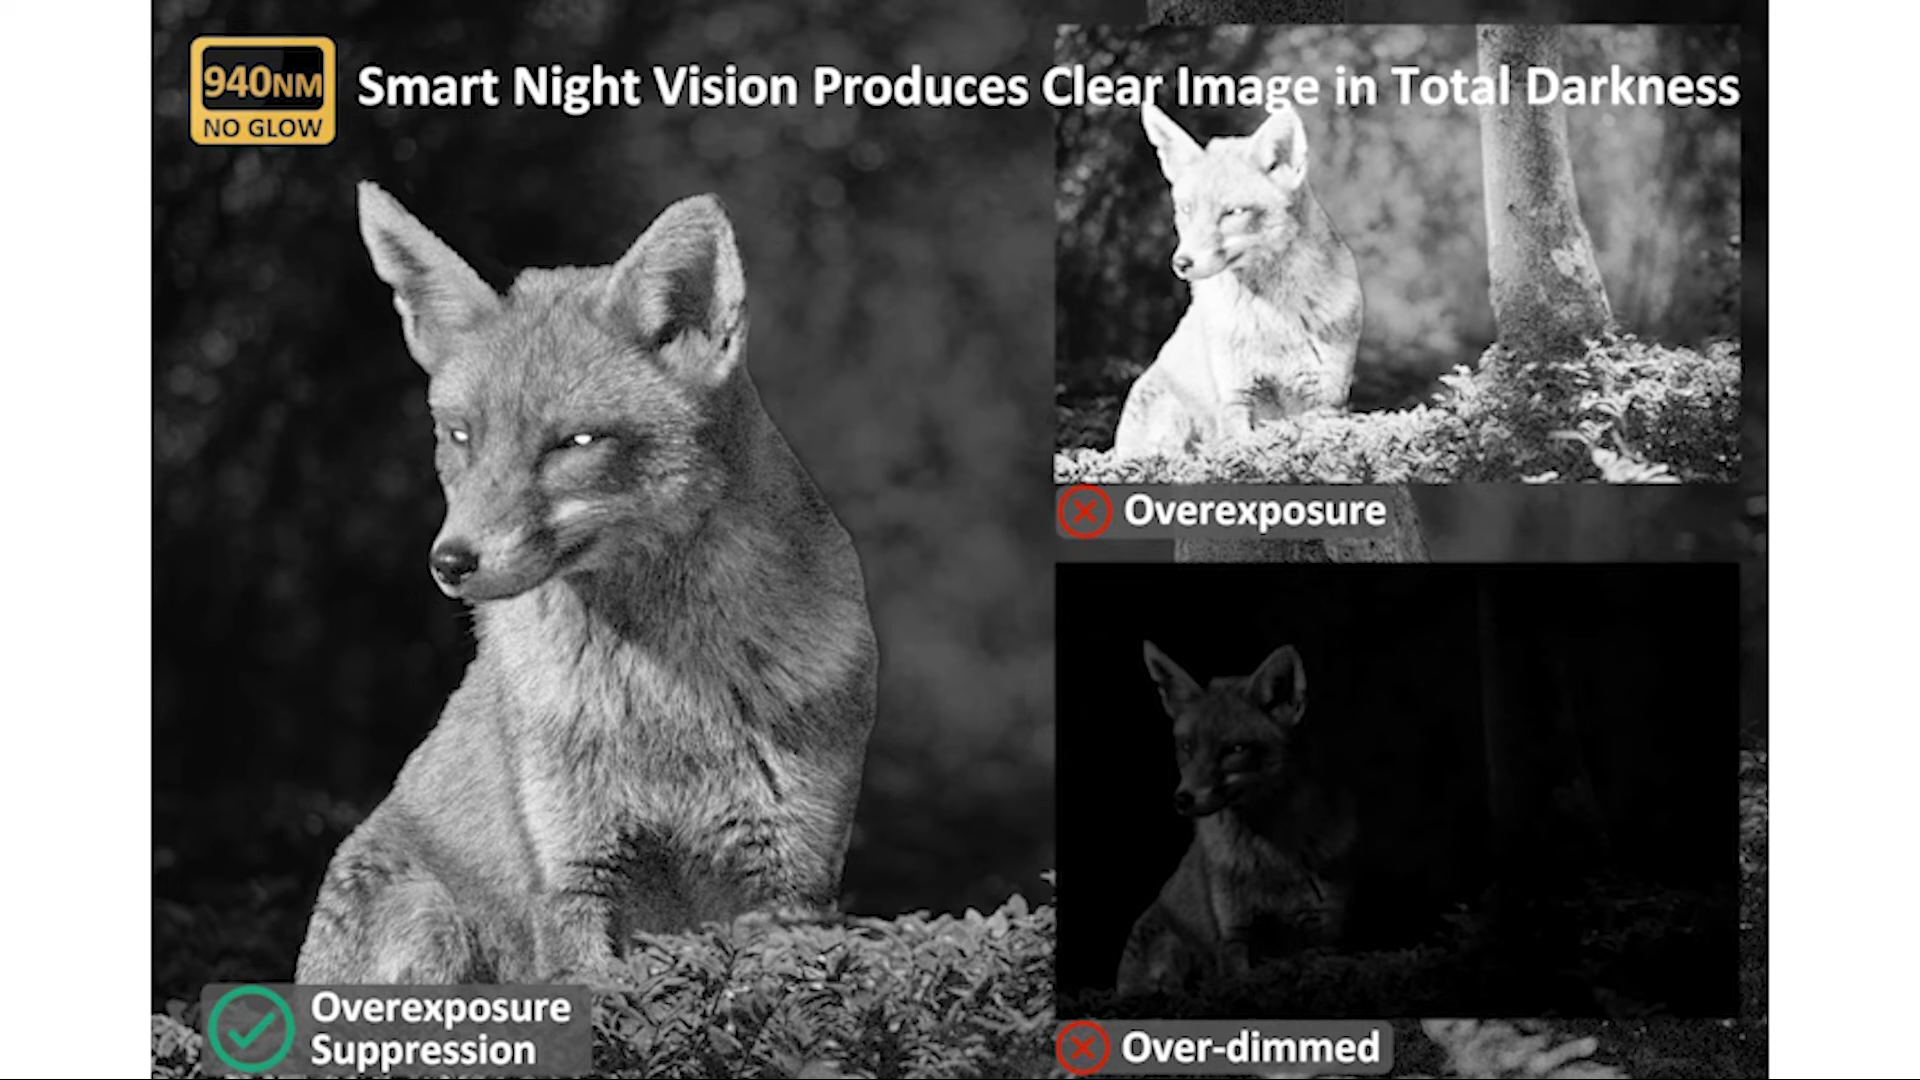 940NM
NO GLOW
Smart Night Vision Produces Clear Image in Total Darkness
Overexposure
Overexposure
Suppression
Over-dimmed